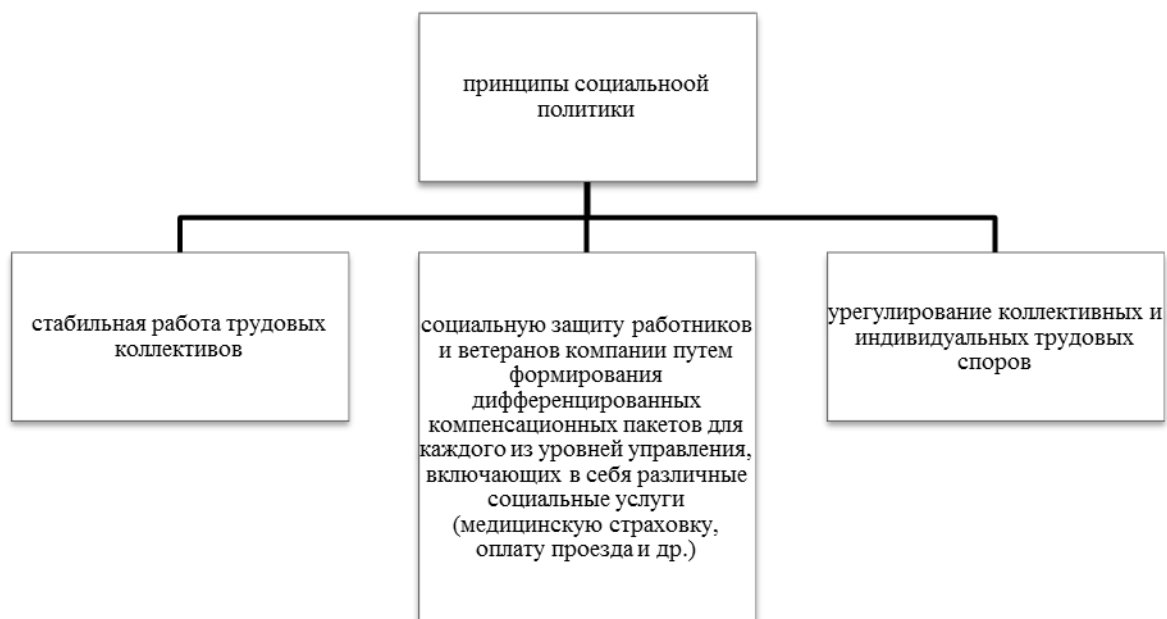 принципы социальноой
политики
стабильная работа трудовых
коллективов
социальную защиту работников
и ветеранов компании путем
формирования
дифференцированных
компенсационных пакетов для
каждого из уровней управления,
включающих в себя различные
социальные услуги
(медицинскую страховку,
оплату проезда и др.)
урегулирование коллективных и
индивидуальных трудовых
споров